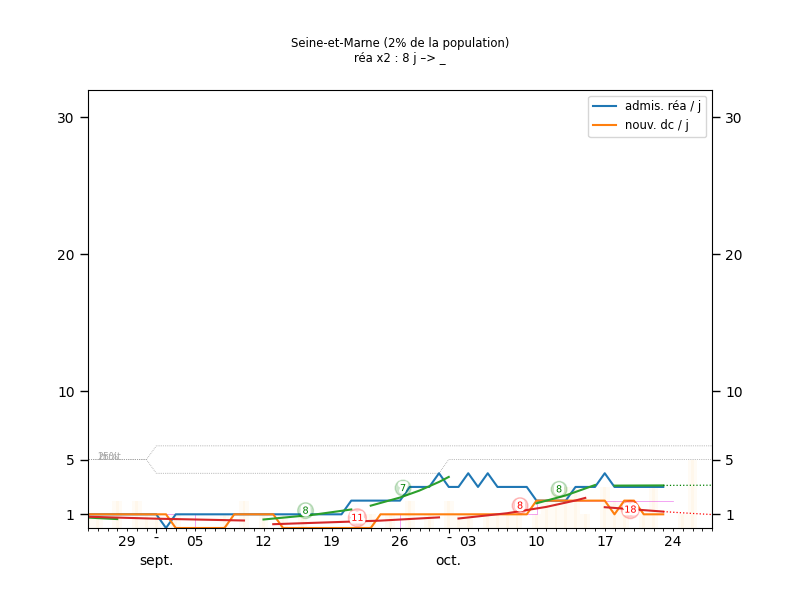 Seine-et-Marne (2% de la population)
réa x2 : 8 j –> _
admis. réa / j
nouv. dc / j
30 30
20 20
10 10
5 5
7 8 8 8
11 18
1 1
29 - 05 12 19 26 - 03 10 17 24
sept. oct.